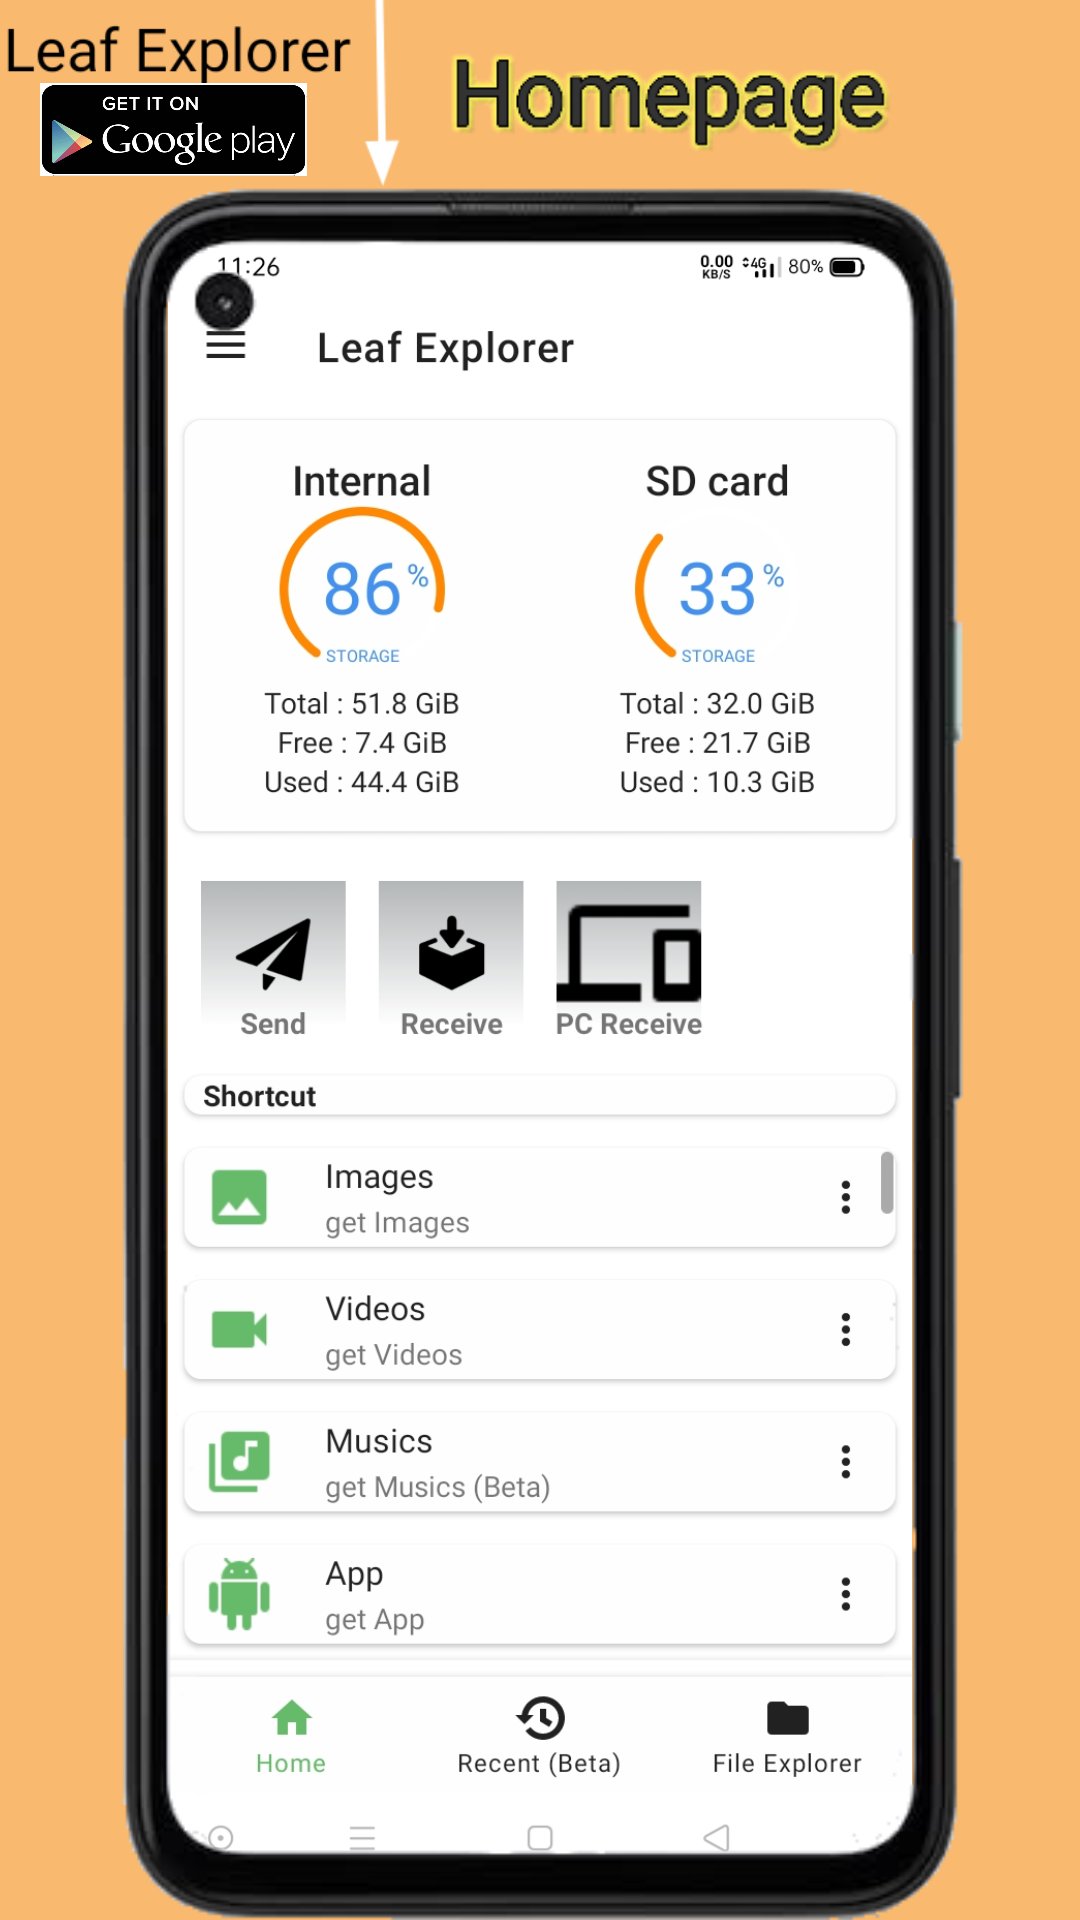 Leaf Explorer
GET IT ON
Google play
Homepage
11:26
0.00
KB/S
4G
80%
Leaf Explorer
Internal
SD card
86%
33%
STORAGE
STORAGE
Total : 51.8 GiB
Free : 7.4 GiB
Used : 44.4 GiB
Total : 32.0 GiB
Free : 21.7 GiB
Used : 10.3 GiB
Send
Receive
PC Receive
Shortcut
Images
get Images
Videos
get Videos
Musics
get Musics (Beta)
App
get App
Home
Recent (Beta)
File Explorer